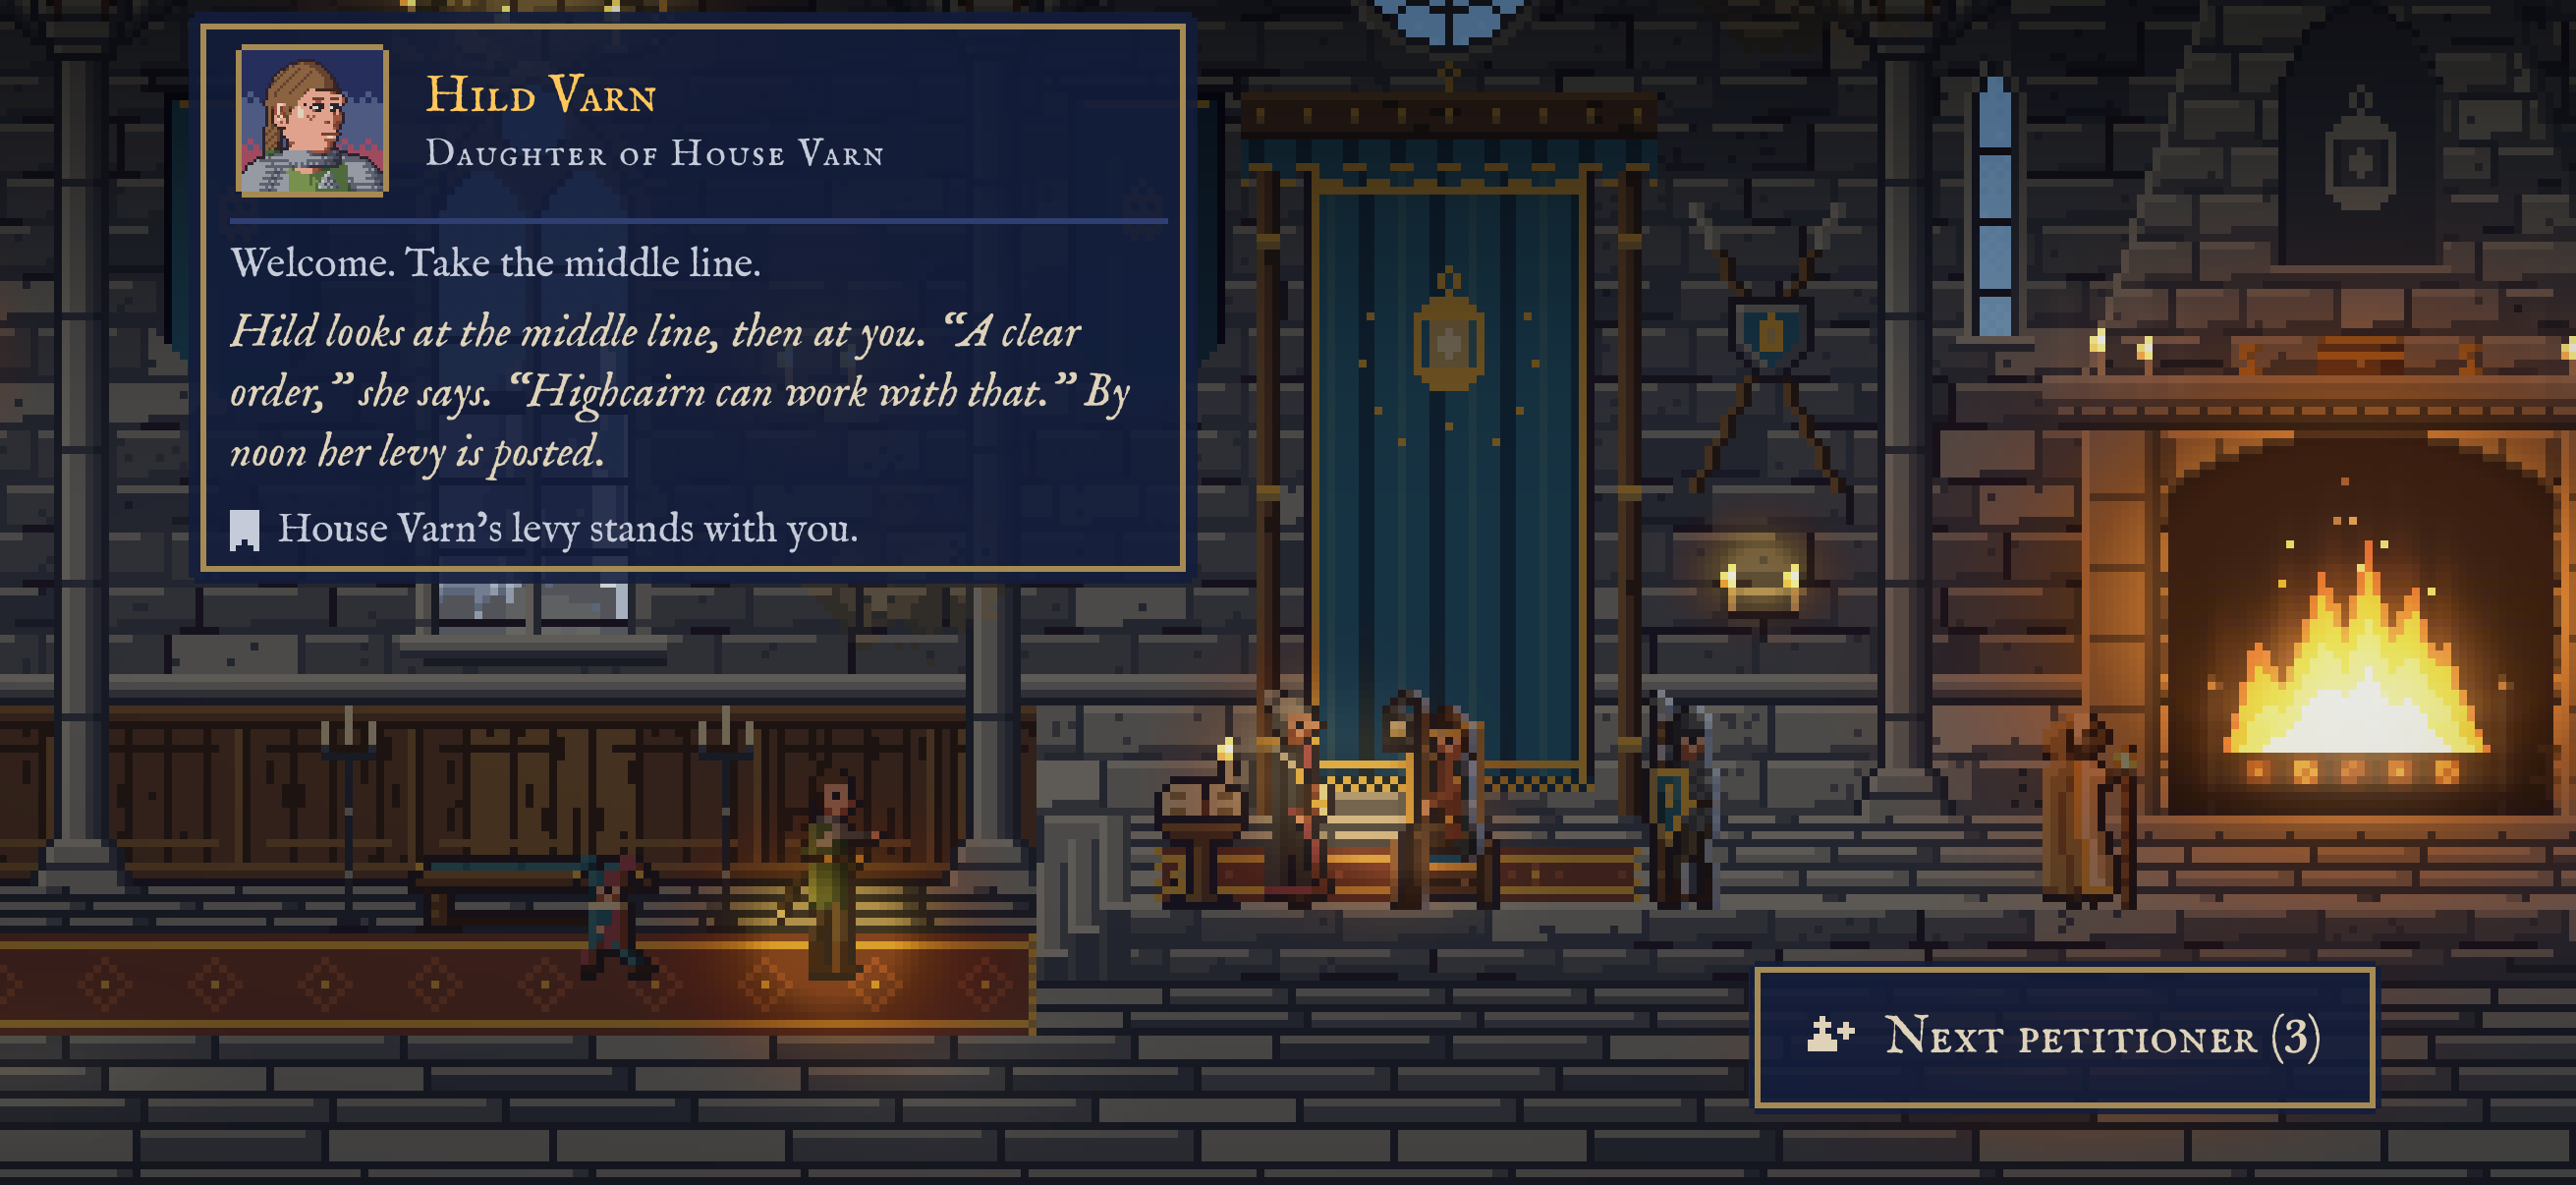 Hild Varn
Daughter of House Varn
Welcome. Take the middle line.
Hild looks at the middle line, then at you. “A clear
order,” she says. “Highcairn can work with that.” By
noon her levy is posted.
House Varn’s levy stands with you.
Next petitioner (3)